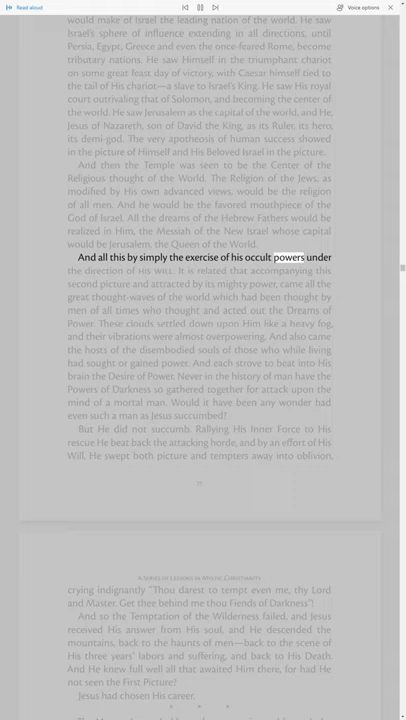 Read aloud
Voice options
would make of Israel the leading nation of the world. He saw
Israel's sphere of influence extending in all directions, until
Persia, Egypt, Greece and even the once-feared Rome, become
tributary nations. He saw Himself in the triumphant chariot
on some great feast day of victory, with Caesar himself tied to
the tail of His chariot—a slave to Israel's King. He saw His royal
court outrivaling that of Solomon, and becoming the center of
the world. He saw Jerusalem as the capital of the world, and He,
Jesus of Nazareth, son of David the King, as its Ruler, its hero,
its demi-god. The very apotheosis of human success showed
in the picture of Himself and His Beloved Israel in the picture.
And then the Temple was seen to be the Center of the
Religious thought of the World. The Religion of the Jews, as
modified by His own advanced views, would be the religion
of all men. And he would be the favored mouthpiece of the
God of Israel. All the dreams of the Hebrew Fathers would be
realized in Him, the Messiah of the New Israel whose capital
would be Jerusalem, the Queen of the World.
And all this by simply the exercise of his occult powers under
the direction of HIS WILL. It is related that accompanying this
second picture and attracted by its mighty power, came all the
great thought-waves of the world which had been thought by
men of all times who thought and acted out the Dreams of
Power. These clouds settled down upon Him like a heavy fog,
and their vibrations were almost overpowering. And also came
the hosts of the disembodied souls of those who while living
had sought or gained power. And each strove to beat into His
brain the Desire of Power. Never in the history of man have the
Powers of Darkness so gathered together for attack upon the
mind of a mortal man. Would it have been any wonder had
even such a man as Jesus succumbed?
But He did not succumb. Rallying His Inner Force to His
rescue He beat back the attacking horde, and by an effort of His
Will, He swept both picture and tempters away into oblivion,
A Series of Lessons in Mystic Christianity
crying indignantly "Thou darest to tempt even me, thy Lord
and Master. Get thee behind me thou Fiends of Darkness"!
And so the Temptation of the Wilderness failed, and Jesus
received His answer from His soul, and He descended the
mountains, back to the haunts of men—back to the scene of
His three years' labors and suffering, and back to His Death.
And He knew full well all that awaited Him there, for had He
not seen the First Picture?
Jesus had chosen His career.
* * *